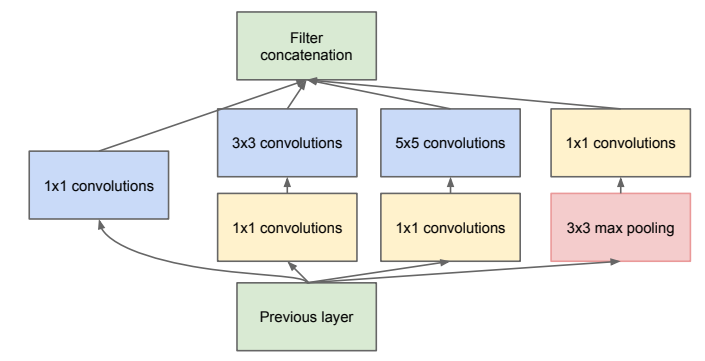 Filter
concatenation
3x3 convolutions
5x5 convolutions
1x1 convolutions
1x1 convolutions
1x1 convolutions
1x1 convolutions
3x3 max pooling
Previous layer